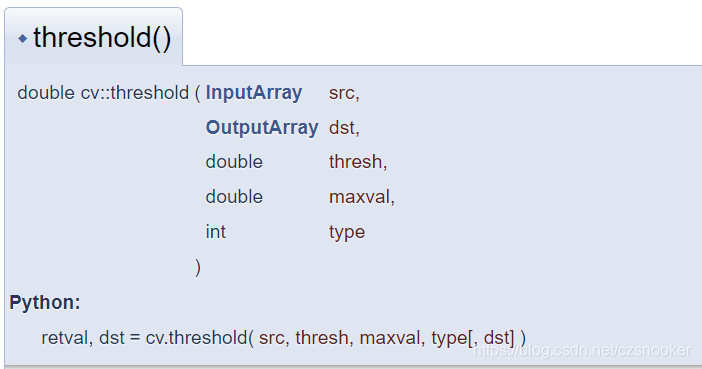 ◆ threshold()
double cv::threshold ( InputArray src,
OutputArray dst,
double thresh,
double maxval,
int type
)
Python:
retval, dst = cv.threshold( src, thresh, maxval, type[, dst] )
https://blog.csdn.net/czsnooker